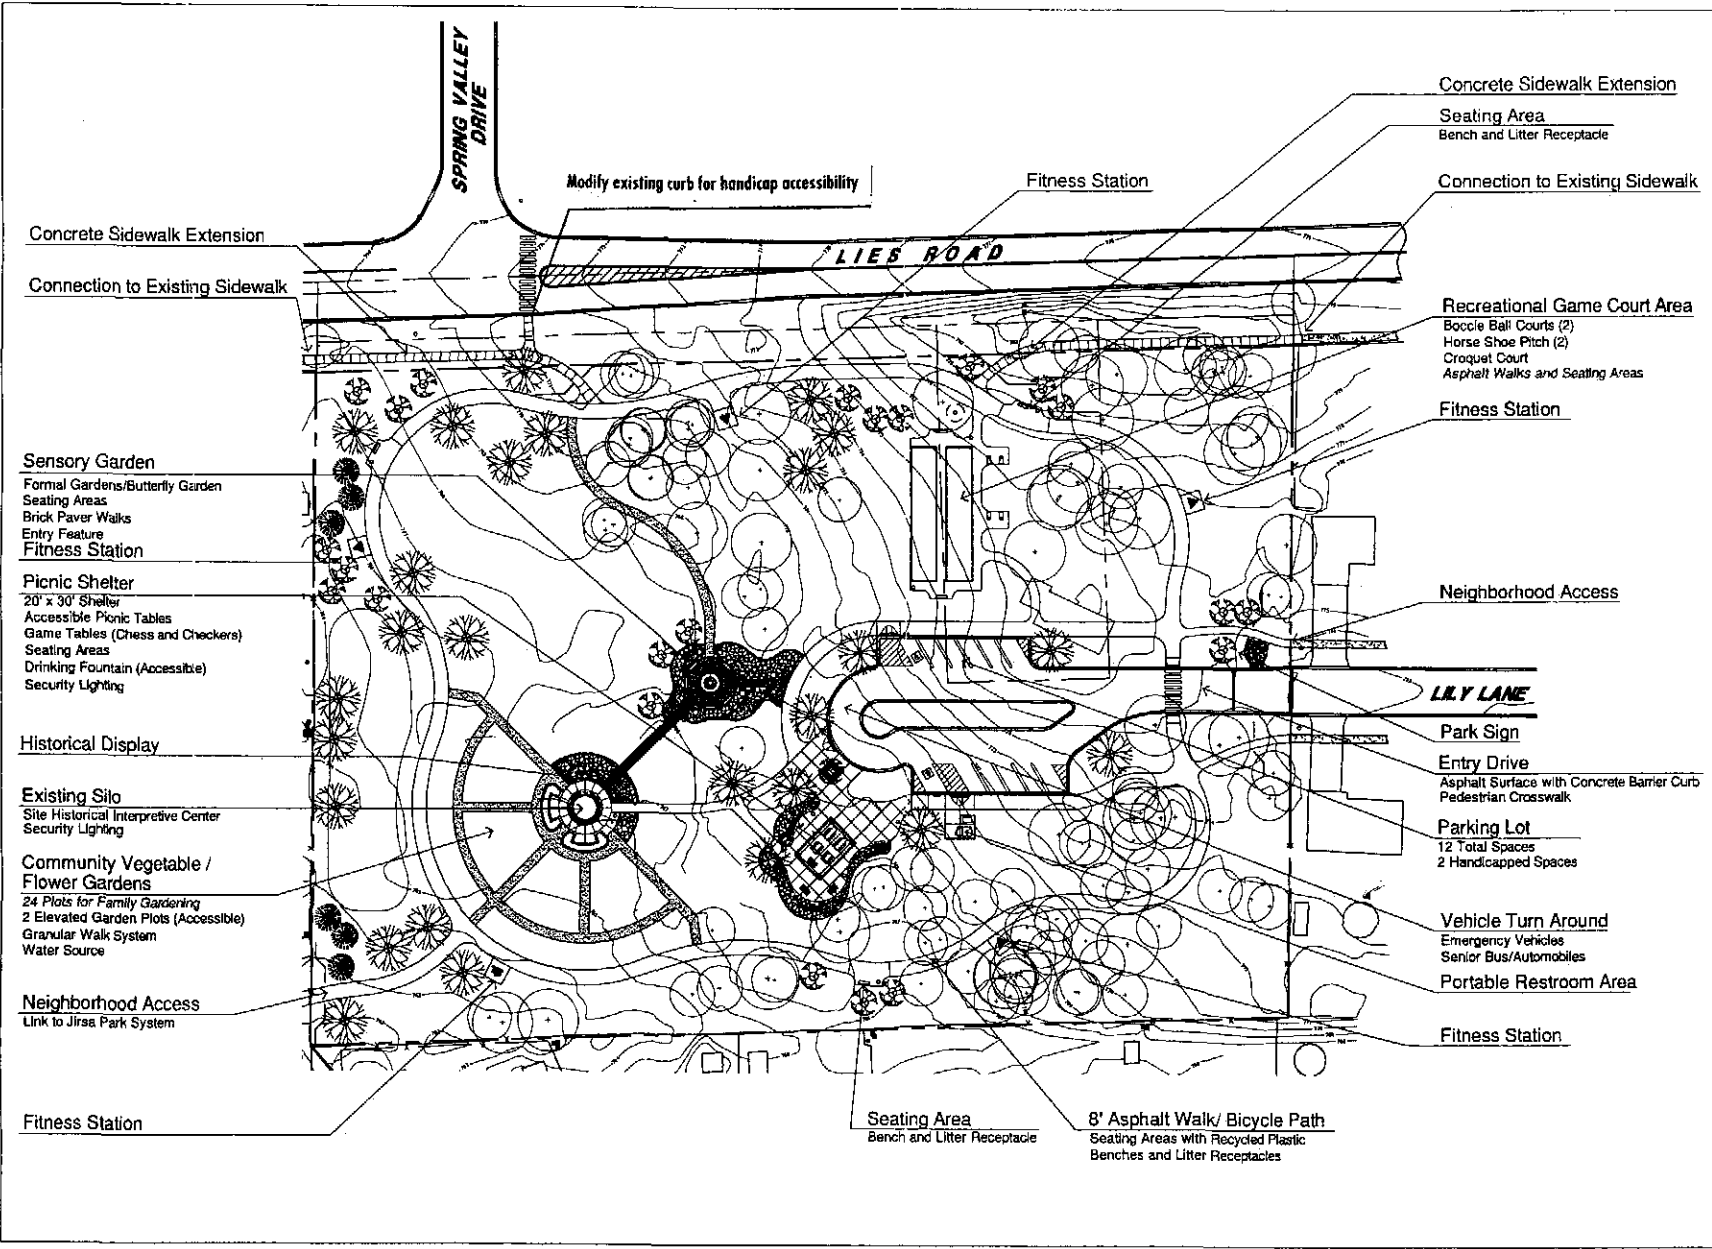 SPRING VALLEY
DRIVE
Modify existing curb for handicap accessibility
LIES ROAD
Fitness Station
Concrete Sidewalk Extension
Seating Area
Bench and Litter Receptacle
Connection to Existing Sidewalk
Concrete Sidewalk Extension
Connection to Existing Sidewalk
Recreational Game Court Area
Boccie Ball Courts (2)
Horse Shoe Pitch (2)
Croquet Court
Asphalt Walks and Seating Areas
Fitness Station
Sensory Garden
Formal Gardens/Butterfly Garden
Seating Areas
Brick Paver Walks
Entry Feature
Fitness Station
Picnic Shelter
20' x 30' Shelter
Accessible Picnic Tables
Game Tables (Chess and Checkers)
Seating Areas
Drinking Fountain (Accessible)
Security Lighting
Neighborhood Access
LILY LANE
Park Sign
Entry Drive
Asphalt Surface with Concrete Barrier Curb
Pedestrian Crosswalk
Historical Display
Existing Silo
Site Historical Interpretive Center
Security Lighting
Parking Lot
12 Total Spaces
2 Handicapped Spaces
Community Vegetable /
Flower Gardens
24 Plots for Family Gardening
2 Elevated Garden Plots (Accessible)
Granular Walk System
Water Source
Vehicle Turn Around
Emergency Vehicles
Senior Bus/Automobiles
Portable Restroom Area
Neighborhood Access
Link to Jirsa Park System
Fitness Station
Fitness Station
Seating Area
Bench and Litter Receptacle
8' Asphalt Walk/ Bicycle Path
Seating Areas with Recycled Plastic
Benches and Litter Receptacles